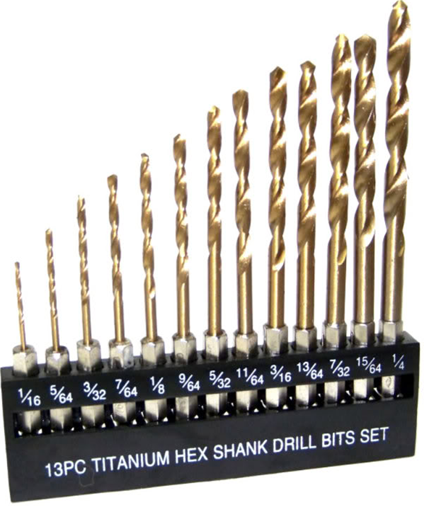 1/16 5/64 3/32 7/64 1/8 9/64 5/32 11/64 3/16 13/64 7/32 15/64 1/4
13PC TITANIUM HEX SHANK DRILL BITS SET